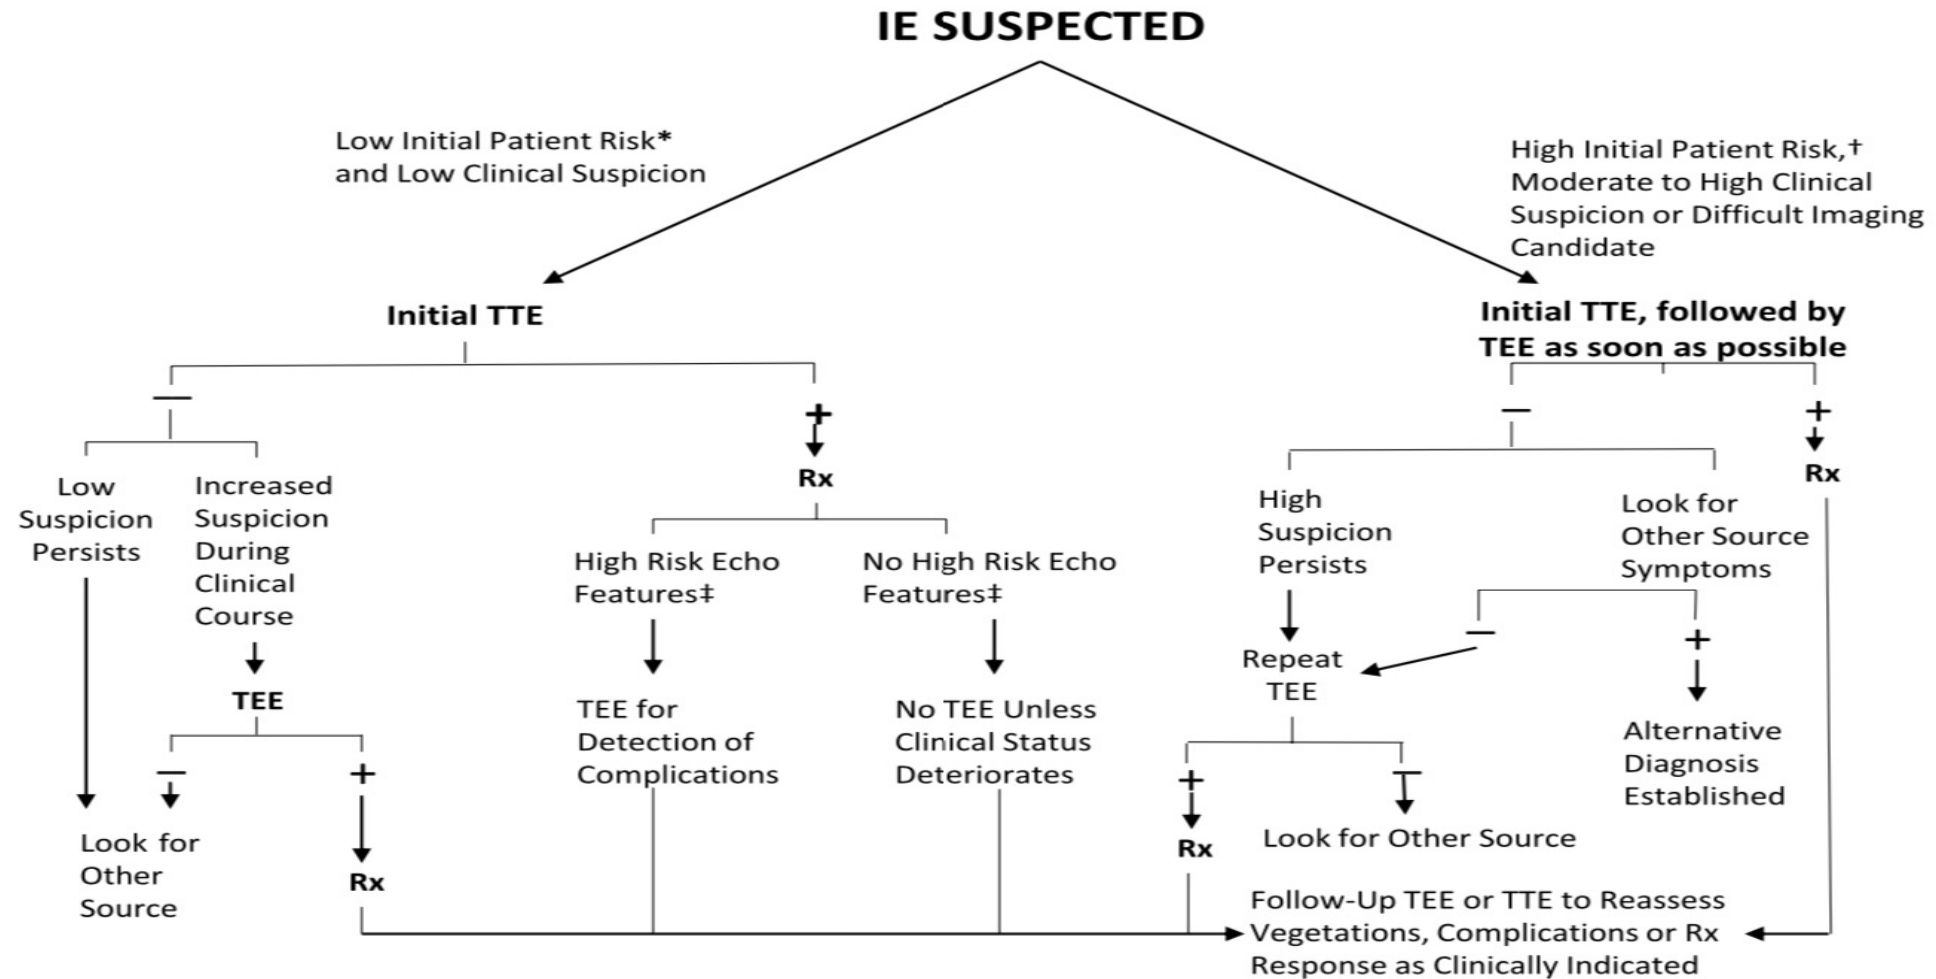 IE SUSPECTED
Low Initial Patient Risk*
and Low Clinical Suspicion
High Initial Patient Risk,†
Moderate to High Clinical
Suspicion or Difficult Imaging
Candidate
Initial TTE
Initial TTE, followed by
TEE as soon as possible
—
+
Rx
—
+
Rx
Low
Suspicion
Persists
Increased
Suspicion
During
Clinical
Course
TEE
—
+
Look for
Other
Source
Rx
High Risk Echo
Features‡
No High Risk Echo
Features‡
TEE for
Detection of
Complications
No TEE Unless
Clinical Status
Deteriorates
High
Suspicion
Persists
Look for
Other Source
Symptoms
—
+
Repeat
TEE
Alternative
Diagnosis
Established
+
—
Rx
Look for Other Source
Follow-Up TEE or TTE to Reassess
Vegetations, Complications or Rx
Response as Clinically Indicated